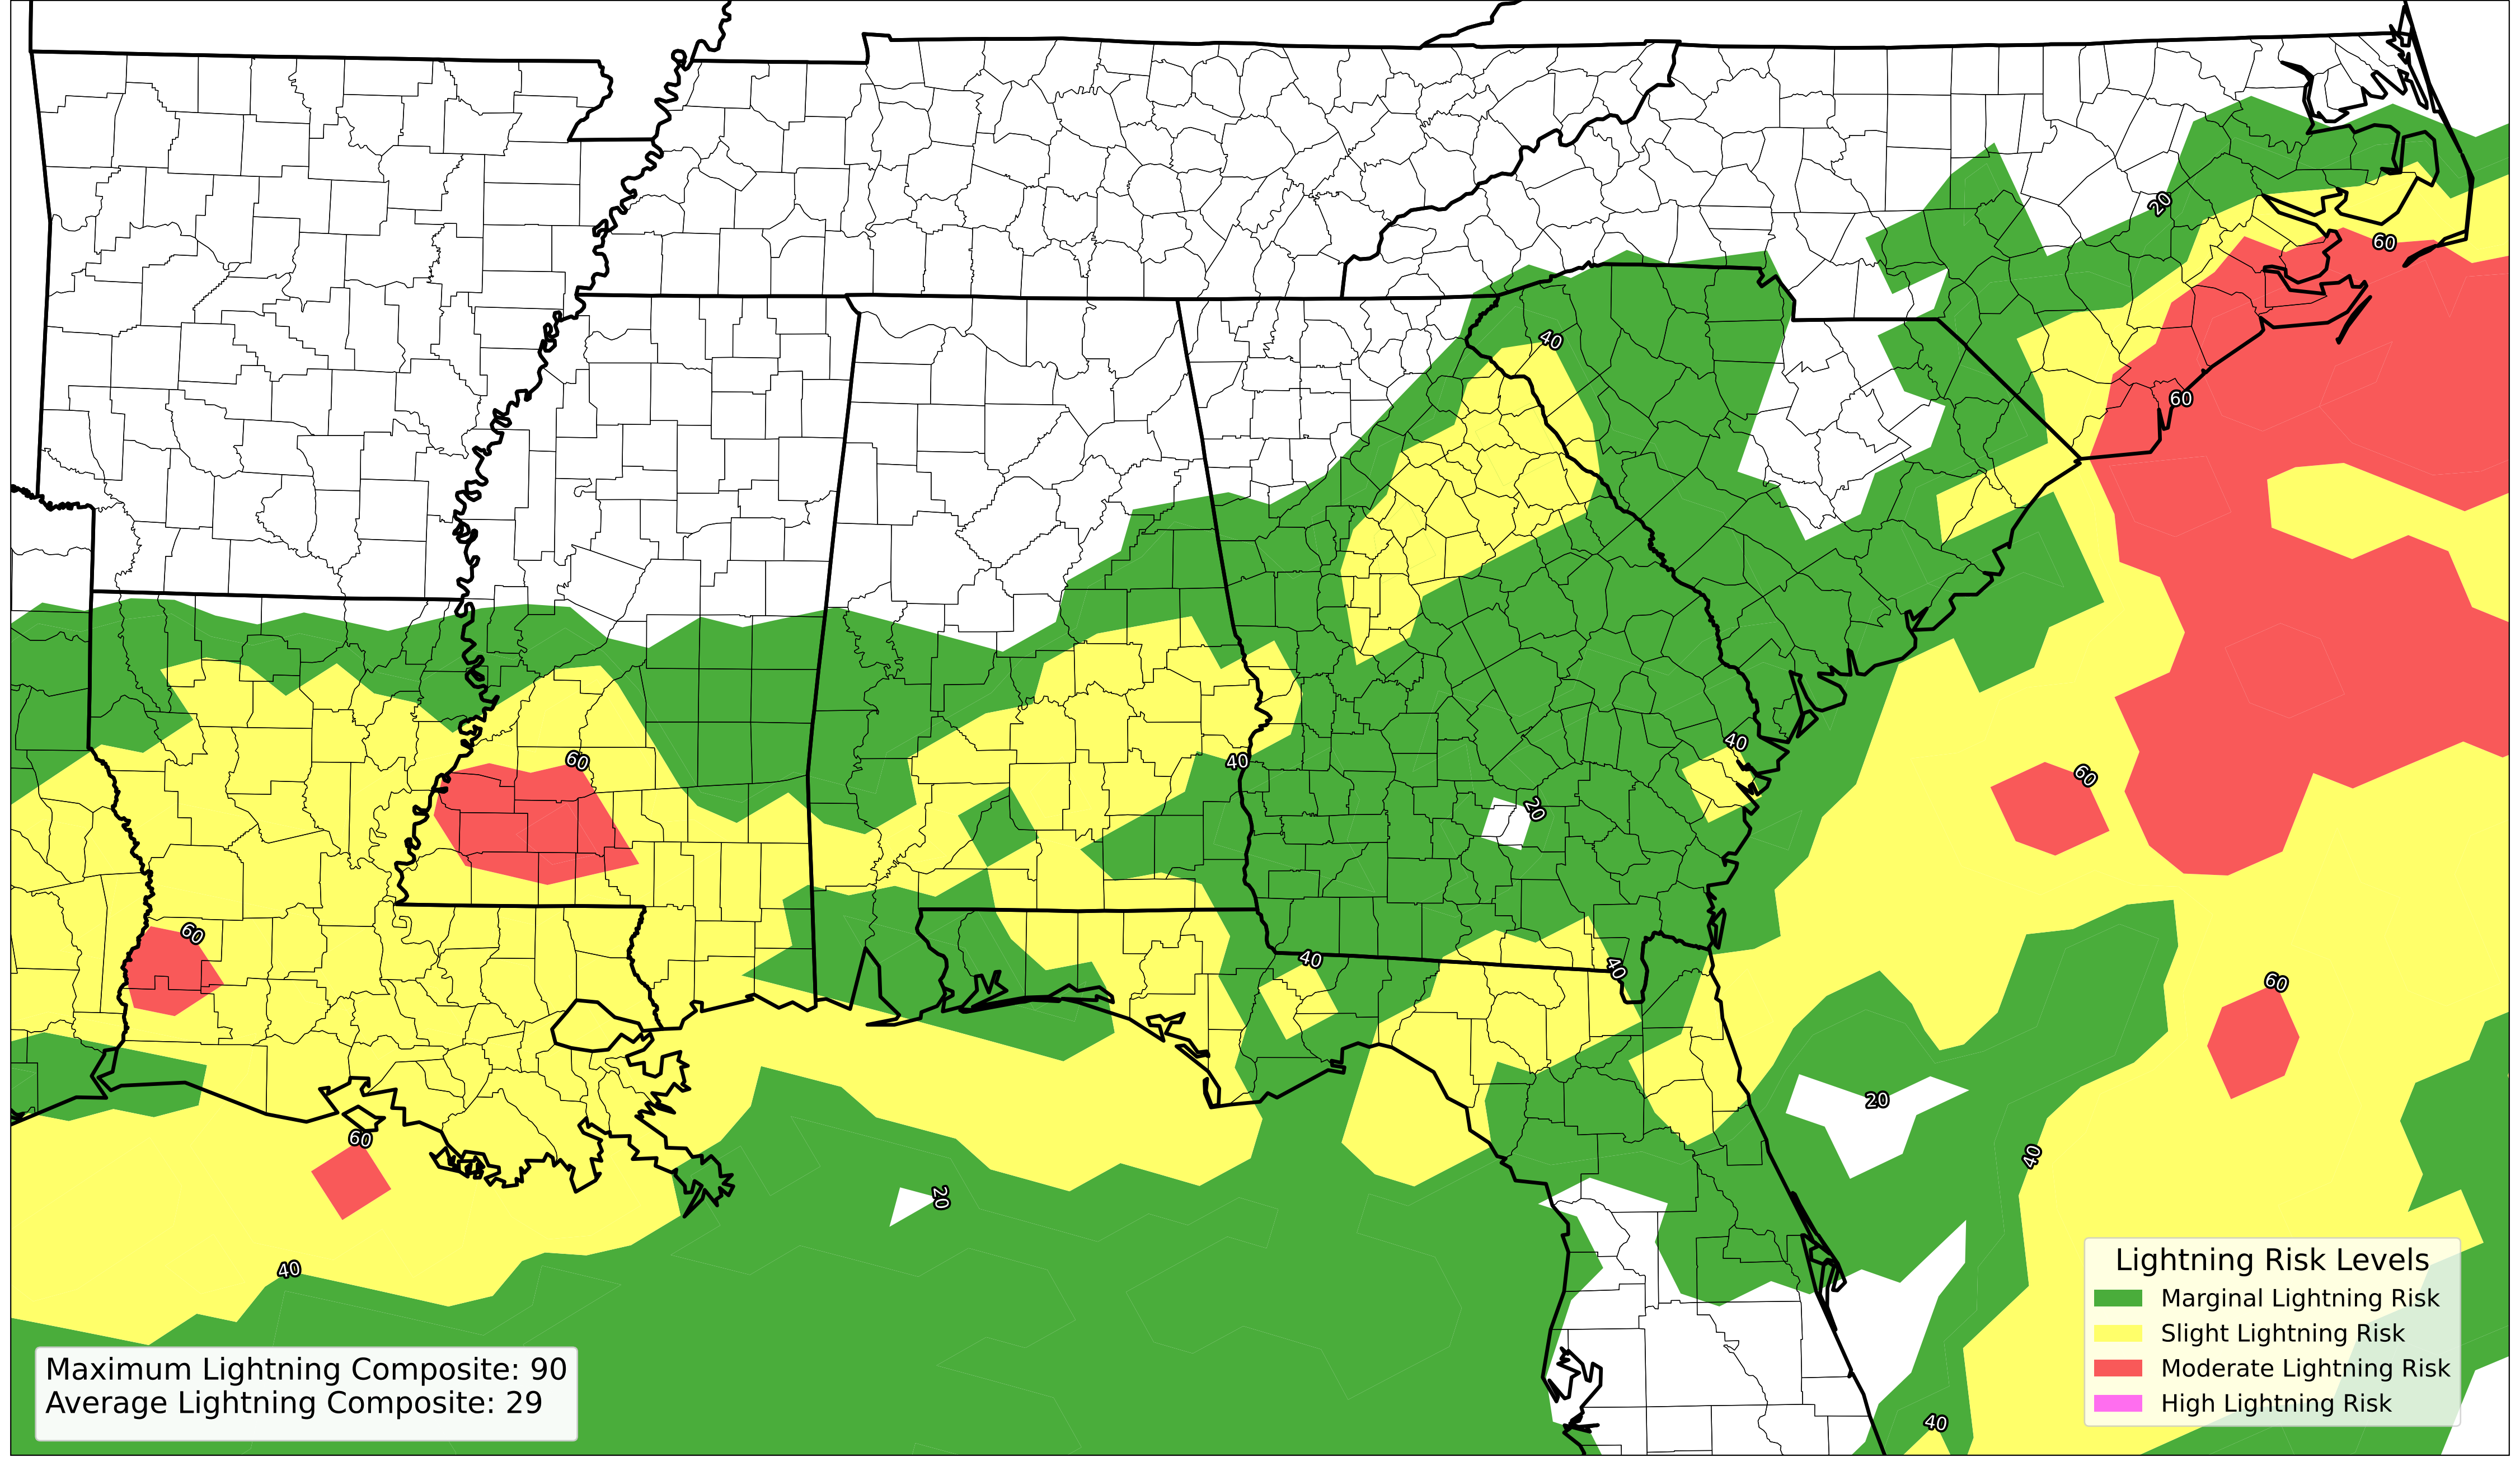 20
60
40
60
40
60
40
60
20
60
60
40
40
60
20
40
60
20
40
40
Lightning Risk Levels
Marginal Lightning Risk
Slight Lightning Risk
Moderate Lightning Risk
High Lightning Risk
Maximum Lightning Composite: 90
Average Lightning Composite: 29